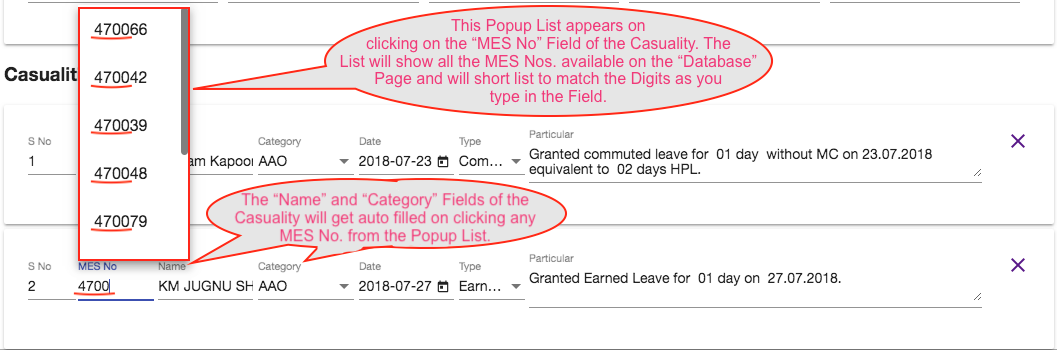 470066
This Popup List appears on
clicking on the “MES No” Field of the Casuality. The
List will show all the MES Nos. available on the “Database”
Page and will short list to match the Digits as you
type in the Field.
Casualit
470042
470039
S No
Category
Date
Type
Particular
1
am Kapoor
AAO
2018-07-23
Com...
Granted commuted leave for 01 day without MC on 23.07.2018
equivalent to 02 days HPL.
470048
470079
The “Name” and “Category” Fields of the
Casuality will get auto filled on clicking any
MES No. from the Popup List.
S No
MES No
Name
Category
Date
Type
Particular
2
4700
KM JUGNU SH
AAO
2018-07-27
Earn...
Granted Earned Leave for 01 day on 27.07.2018.